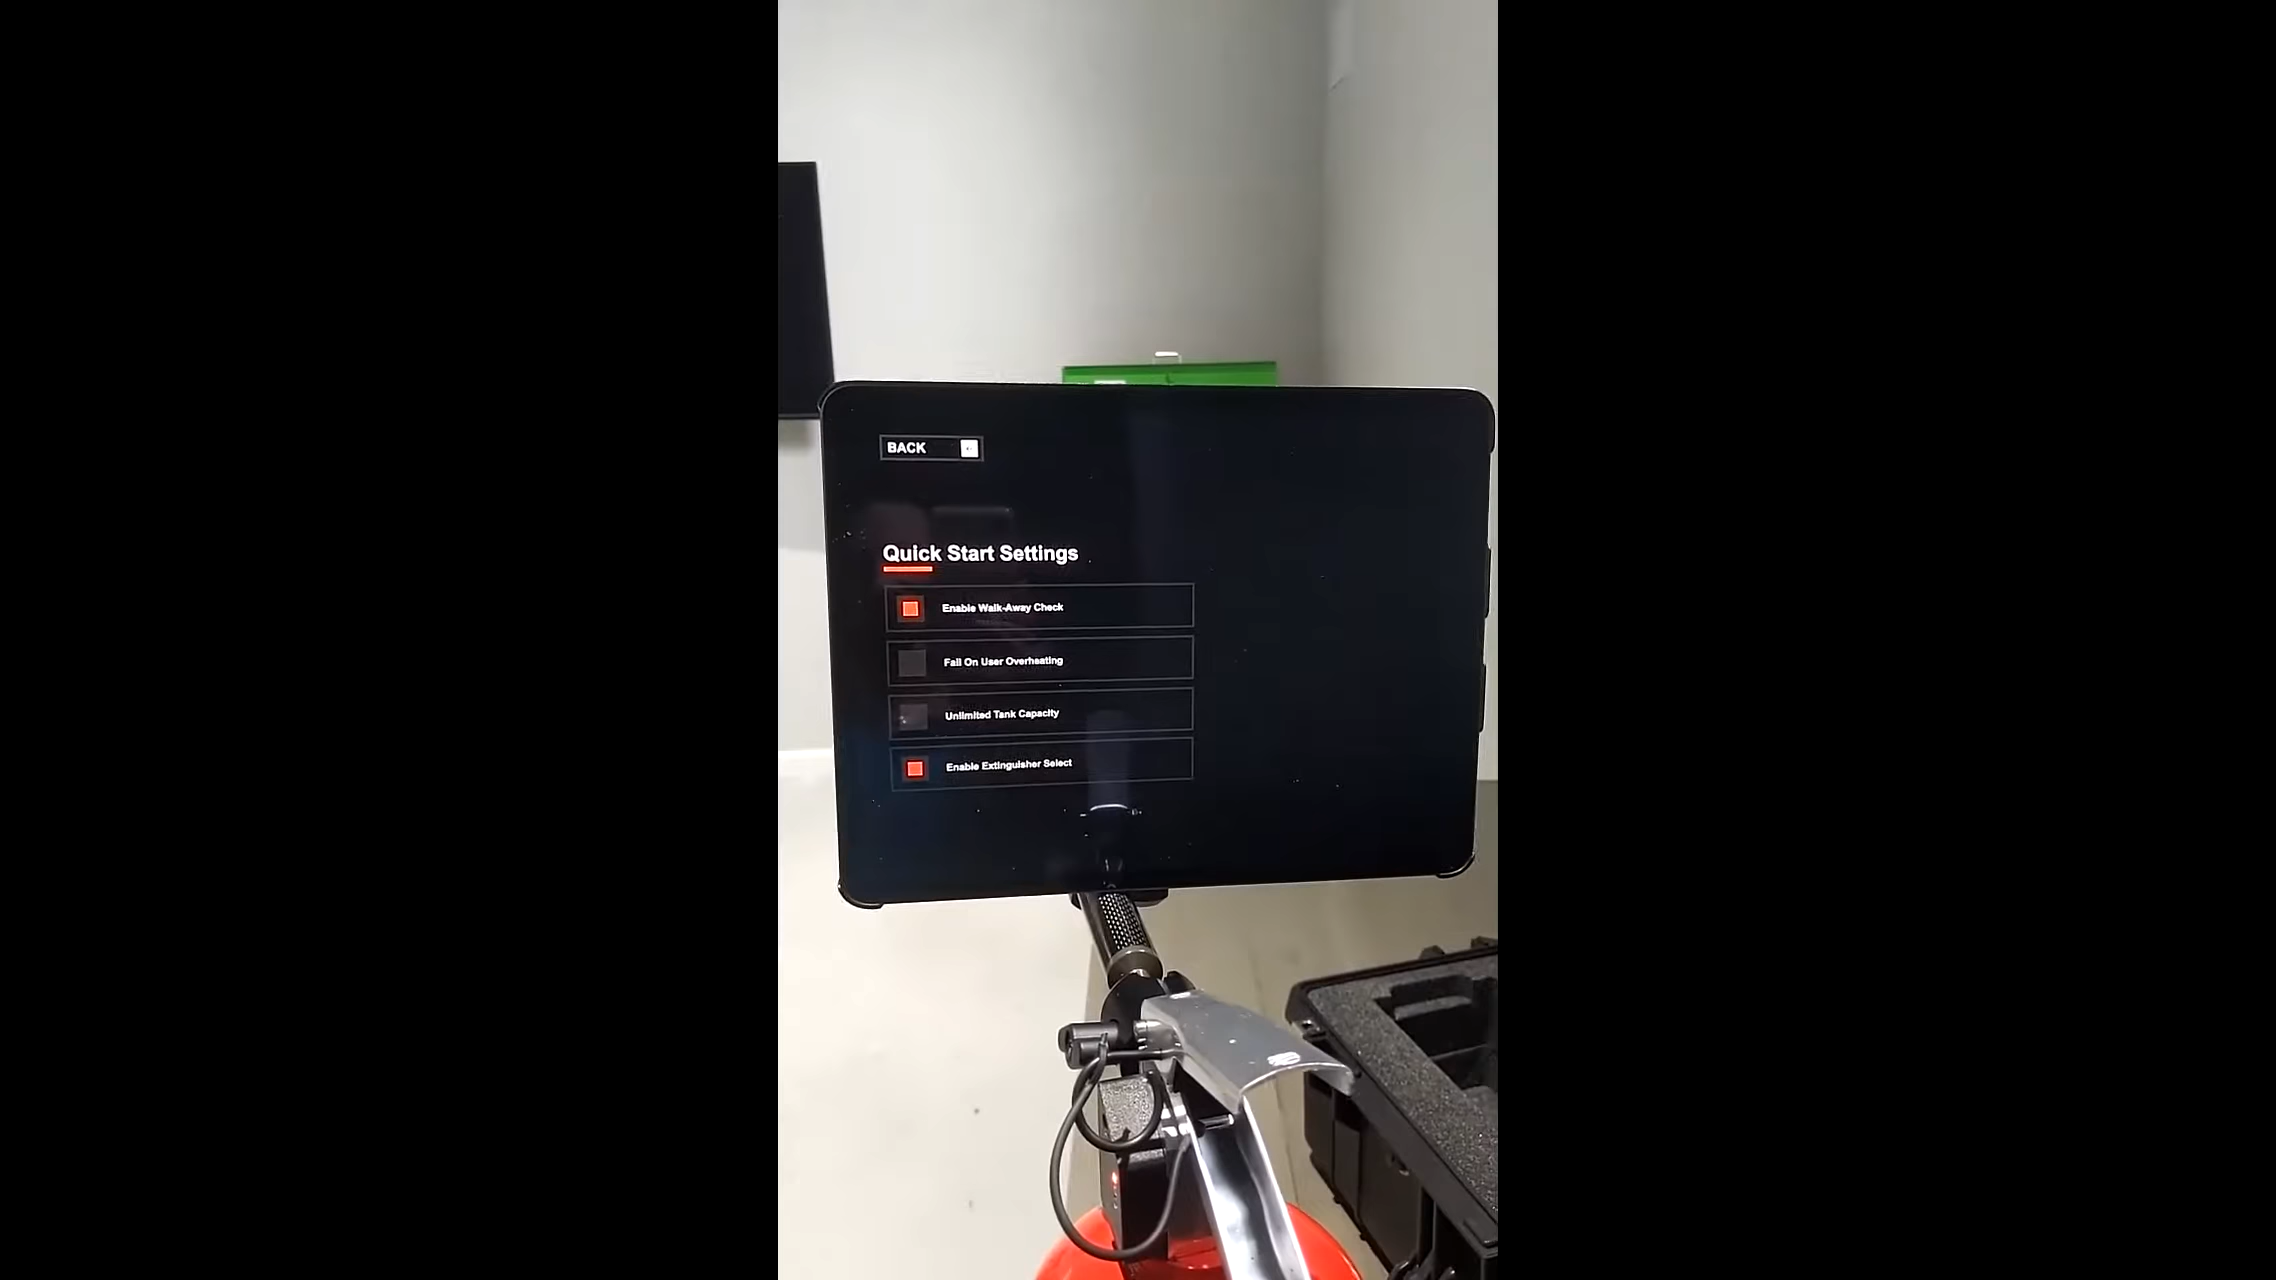 BACK
Quick Start Settings
Enable Walk-Away Check
Fail On User Overheating
Unlimited Tank Capacity
Enable Extinguisher Select